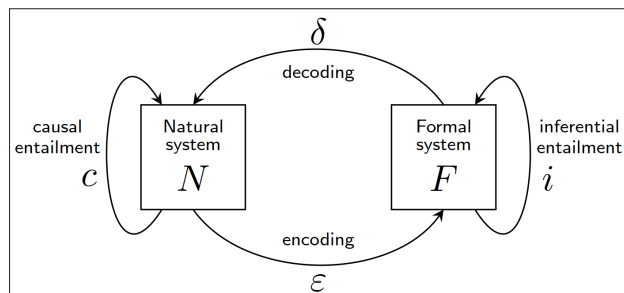 δ
decoding
causal
entailment
c
Natural
system
N
Formal
system
F
inferential
entailment
i
encoding
ε